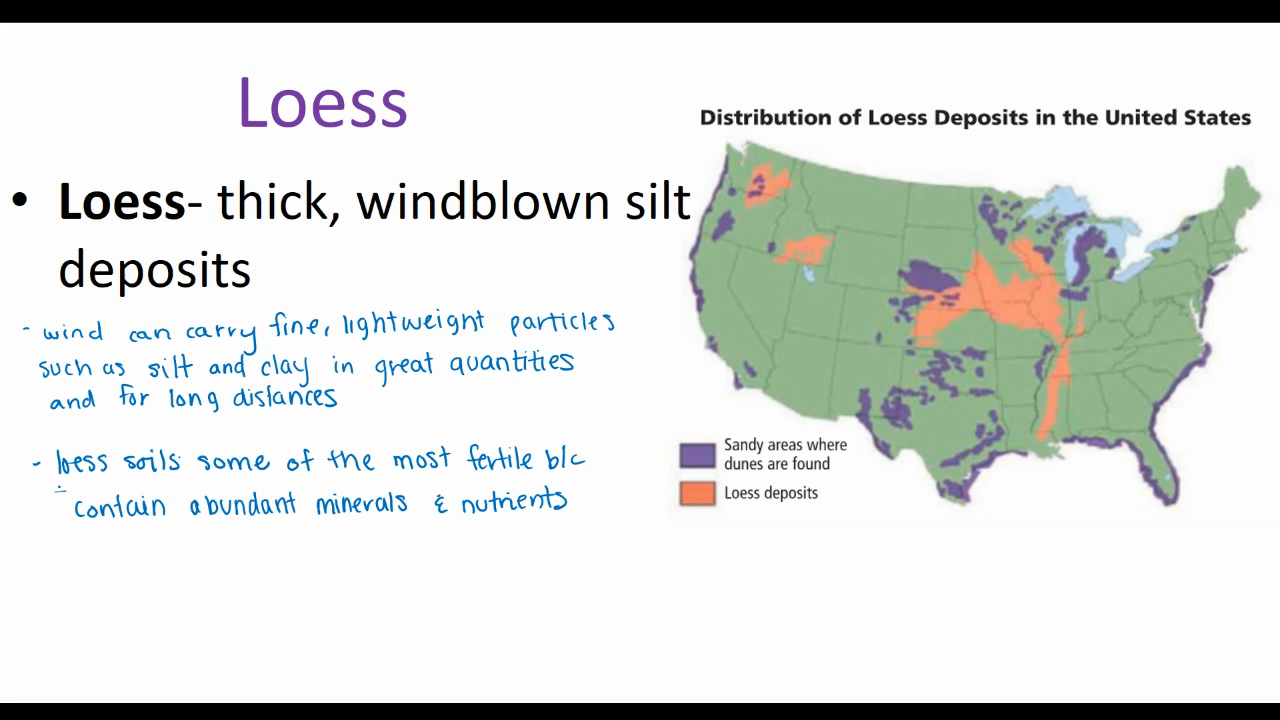 Loess
• Loess- thick, windblown silt
deposits
- wind can carry fine, lightweight particles
such as silt and clay in great quantities
and for long distances
- loess soils some of the most fertile b/c
contain abundant minerals & nutrients
Distribution of Loess Deposits in the United States
Sandy areas where
dunes are found
Loess deposits